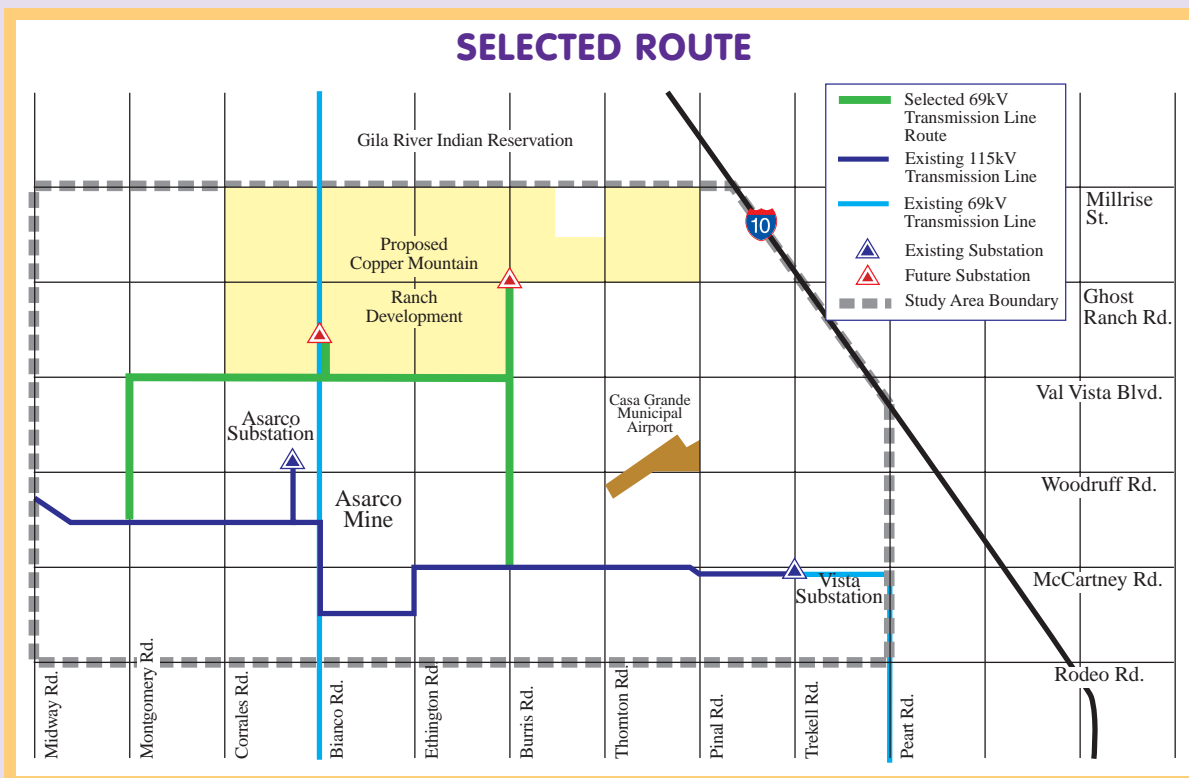 SELECTED ROUTE
Gila River Indian Reservation
Selected 69kV
Transmission Line
Route
Existing 115kV
Transmission Line
Existing 69kV
Transmission Line
Existing Substation
Future Substation
Study Area Boundary
10
Millrise
St.
Proposed
Copper Mountain
Ranch
Development
Ghost
Ranch Rd.
Val Vista Blvd.
Casa Grande
Municipal
Airport
Asarco
Substation
Woodruff Rd.
Asarco
Mine
McCartney Rd.
Vista
Substation
Rodeo Rd.
Midway Rd.
Montgomery Rd.
Corrales Rd.
Bianco Rd.
Ethington Rd.
Burris Rd.
Thornton Rd.
Pinal Rd.
Trekell Rd.
Peart Rd.